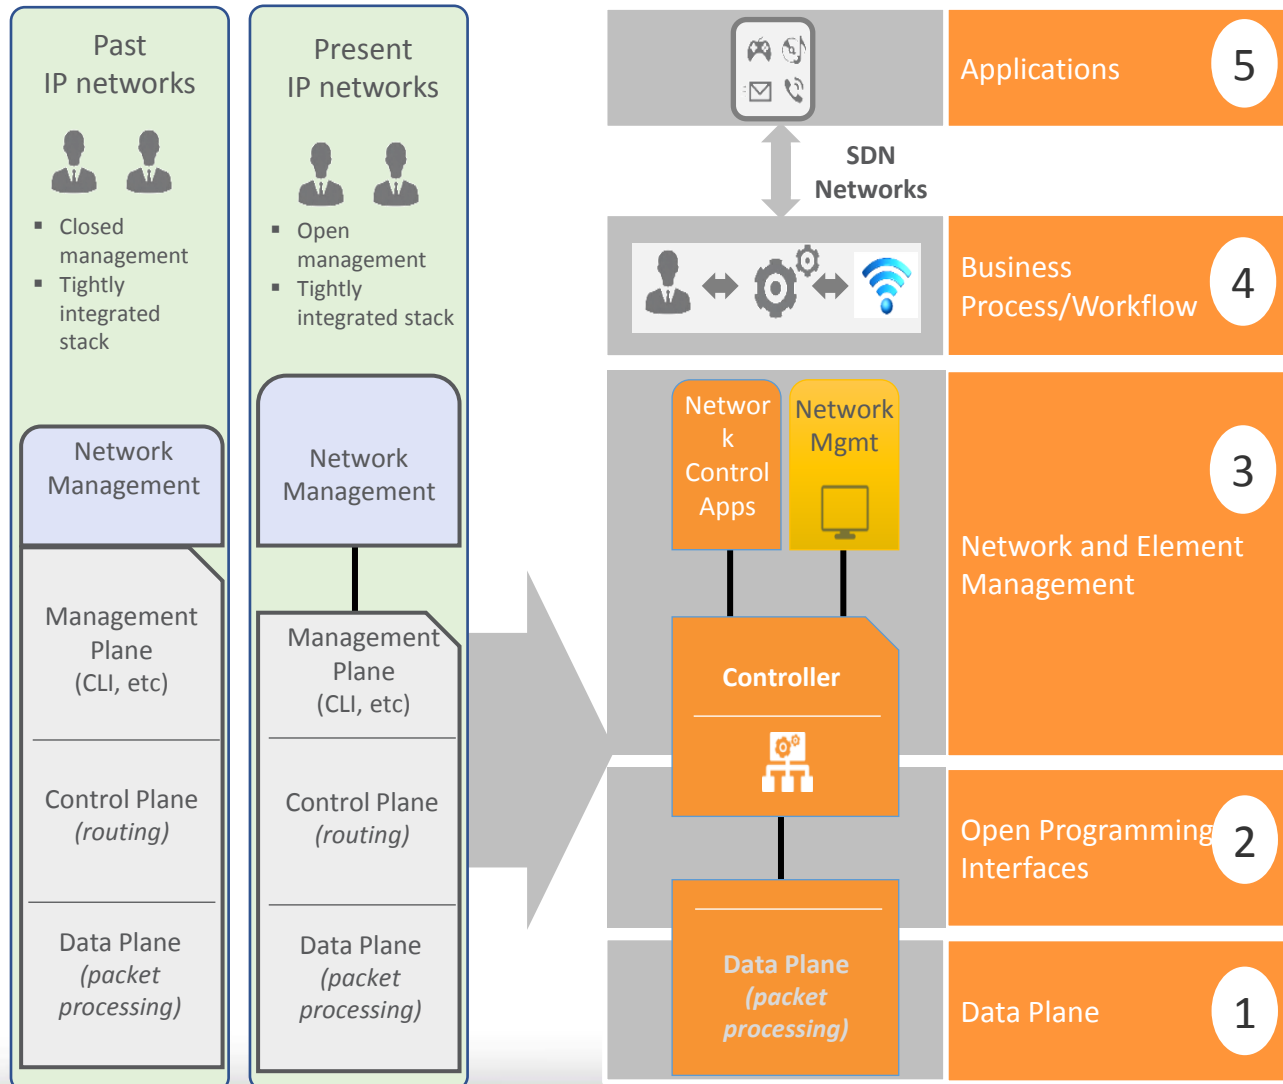 Past
IP networks
▪ Closed
management
▪ Tightly
integrated
stack
Network
Management
Management
Plane
(CLI, etc)
Control Plane
(routing)
Data Plane
(packet
processing)
Present
IP networks
▪ Open
management
▪ Tightly
integrated stack
Network
Management
Management
Plane
(CLI, etc)
Control Plane
(routing)
Data Plane
(packet
processing)
Applications
5
SDN
Networks
Business
Process/Workflow
4
Networ
k
Control
Apps
Network
Mgmt
3
Network and Element
Management
Controller
Open Programming
Interfaces
2
Data Plane
(packet
processing)
Data Plane
1